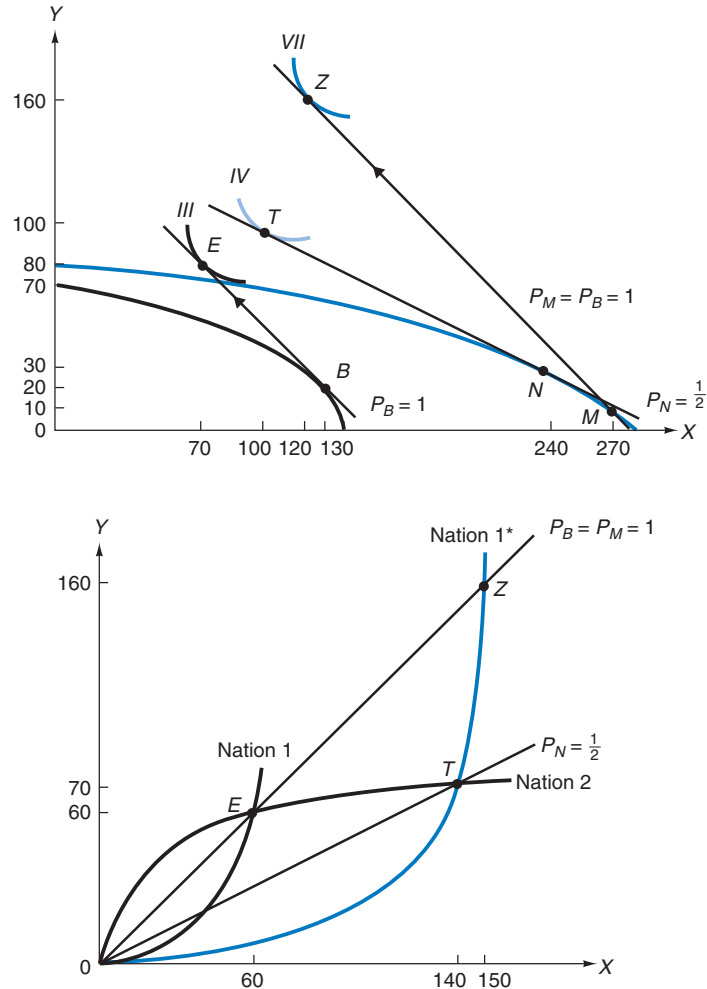 Y
VII
Z
160
IV
T
100
III
E
80
70
P_M = P_B = 1
30
20
10
0
B
P_B = 1
N
M
P_N = 1/2
X
70 100 120 130 240 270
Y
Nation 1*
P_B = P_M = 1
160
Z
P_N = 1/2
Nation 1
70
60
E
T
Nation 2
0
60 140 150
X